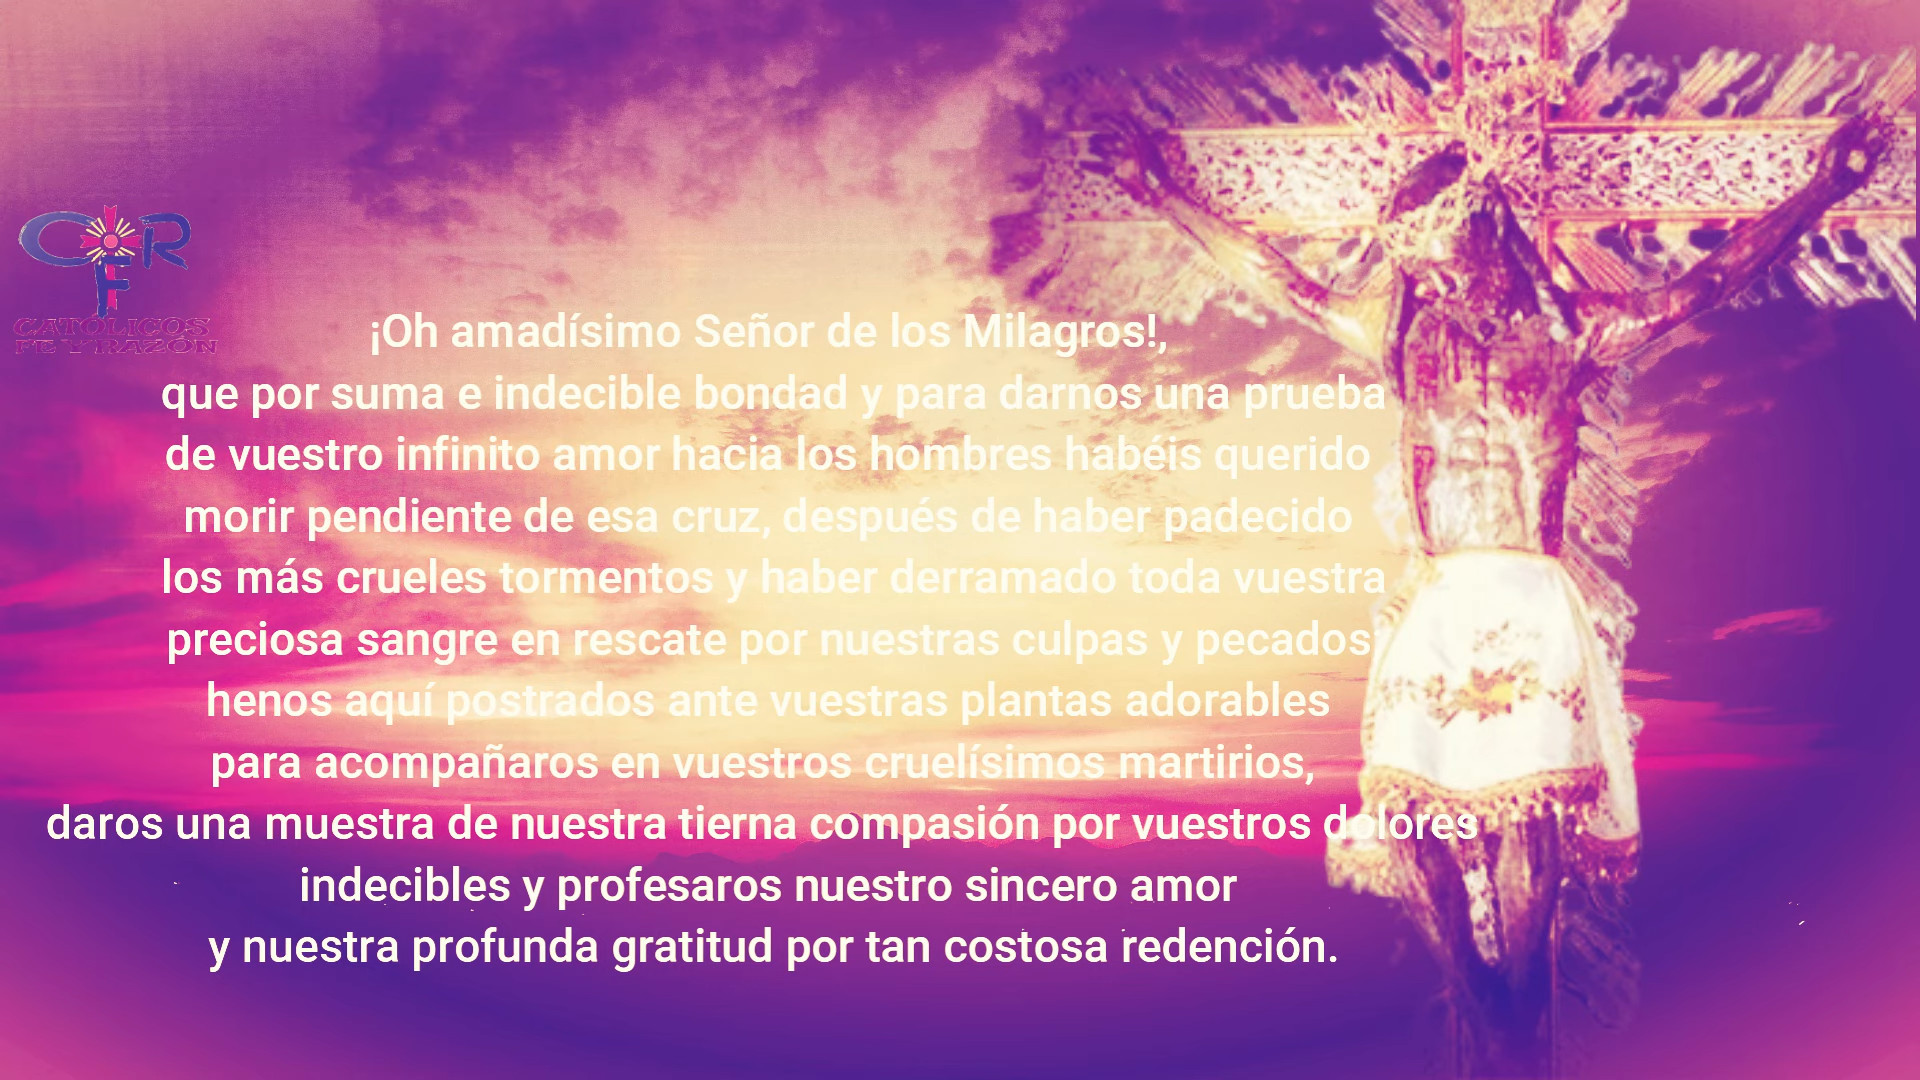 CFR
CATÓLICOS
FE Y RAZÓN
¡Oh amadísimo Señor de los Milagros!,
que por suma e indecible bondad y para darnos una prueba
de vuestro infinito amor hacia los hombres habéis querido
morir pendiente de esa cruz, después de haber padecido
los más crueles tormentos y haber derramado toda vuestra
preciosa sangre en rescate por nuestras culpas y pecados:
henos aquí postrados ante vuestras plantas adorables
para acompañaros en vuestros cruelísimos martirios,
daros una muestra de nuestra tierna compasión por vuestros dolores
indecibles y profesaros nuestro sincero amor
y nuestra profunda gratitud por tan costosa redención.